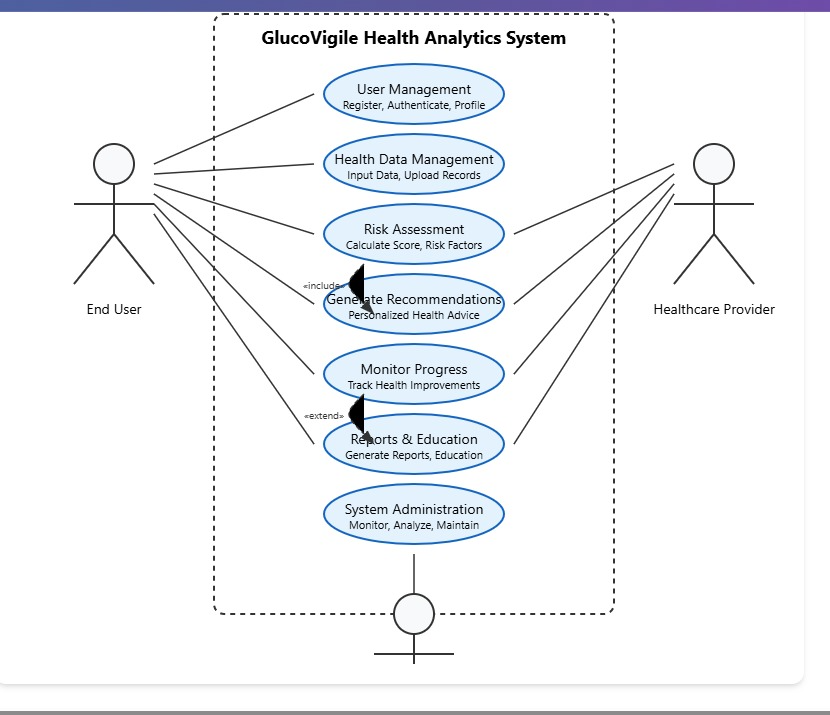 GlucoVigile Health Analytics System
User Management
Register, Authenticate, Profile
Health Data Management
Input Data, Upload Records
Risk Assessment
Calculate Score, Risk Factors
«include»
Generate Recommendations
Personalized Health Advice
End User
Healthcare Provider
Monitor Progress
Track Health Improvements
«extend»
Reports & Education
Generate Reports, Education
System Administration
Monitor, Analyze, Maintain